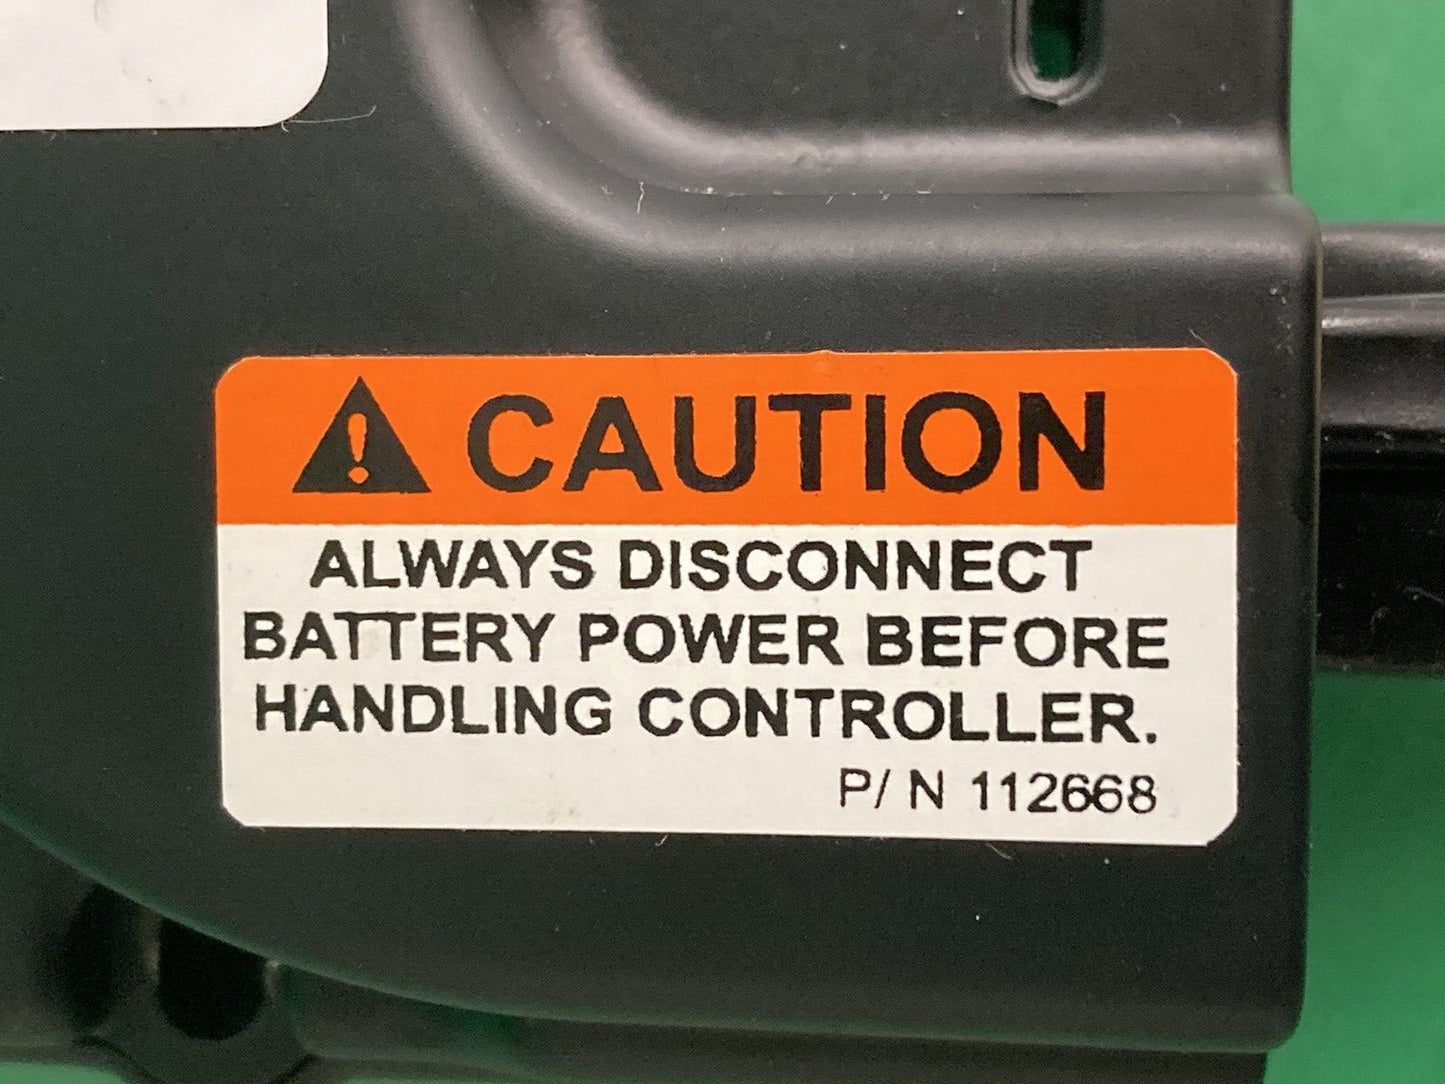 CAUTION
ALWAYS DISCONNECT
BATTERY POWER BEFORE
HANDLING CONTROLLER.
P/ N 112668